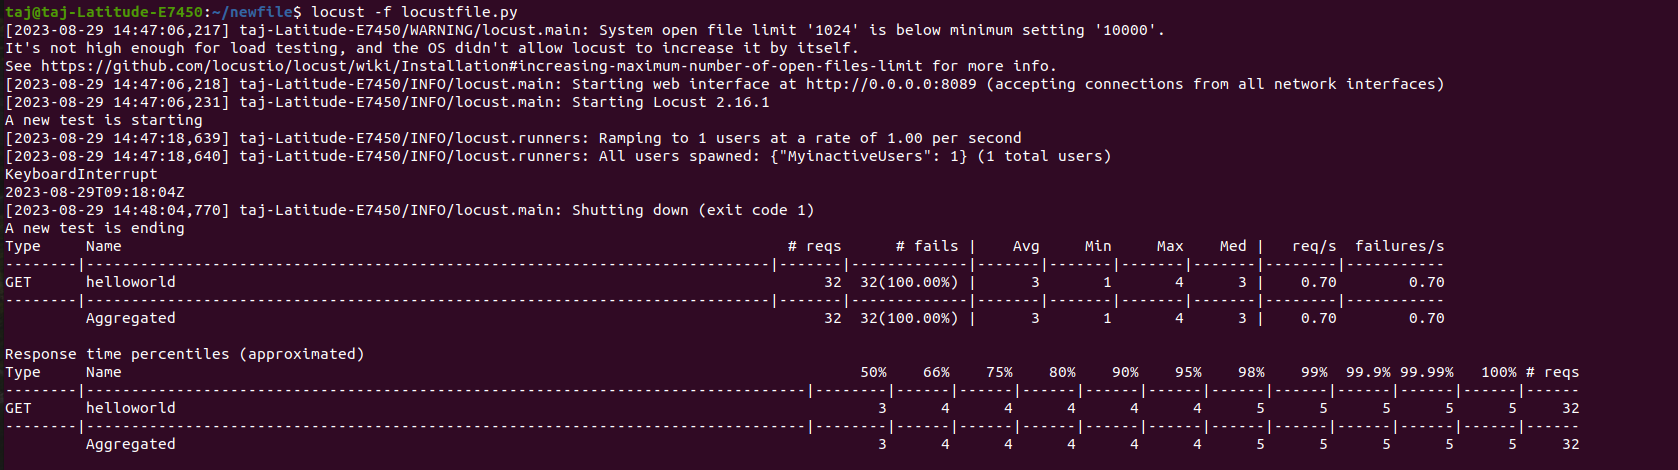 taj@taj-Latitude-E7450:~/newfile$ locust -f locustfile.py
[2023-08-29 14:47:06,217] taj-Latitude-E7450/WARNING/locust.main: System open file limit '1024' is below minimum setting '10000'.
It's not high enough for load testing, and the OS didn't allow locust to increase it by itself.
See https://github.com/locustio/locust/wiki/Installation#increasing-maximum-number-of-open-files-limit for more info.
[2023-08-29 14:47:06,218] taj-Latitude-E7450/INFO/locust.main: Starting web interface at http://0.0.0.0:8089 (accepting connections from all network interfaces)
[2023-08-29 14:47:06,231] taj-Latitude-E7450/INFO/locust.main: Starting Locust 2.16.1
A new test is starting
[2023-08-29 14:47:18,639] taj-Latitude-E7450/INFO/locust.runners: Ramping to 1 users at a rate of 1.00 per second
[2023-08-29 14:47:18,640] taj-Latitude-E7450/INFO/locust.runners: All users spawned: {"MyinactiveUsers": 1} (1 total users)
KeyboardInterrupt
2023-08-29T09:18:04Z
[2023-08-29 14:48:04,770] taj-Latitude-E7450/INFO/locust.main: Shutting down (exit code 1)
A new test is ending
Type     Name                                                                          # reqs      # fails |    Avg     Min     Max    Med |   req/s  failures/s
--------|----------------------------------------------------------------------------|-------|-------------|-------|-------|-------|-------|--------|-----------
GET      helloworld                                                                        32  32(100.00%) |      3       1       4      3 |    0.70        0.70
--------|----------------------------------------------------------------------------|-------|-------------|-------|-------|-------|-------|--------|-----------
         Aggregated                                                                        32  32(100.00%) |      3       1       4      3 |    0.70        0.70
Response time percentiles (approximated)
Type     Name                                                                                  50%    66%    75%    80%    90%    95%    98%    99%  99.9% 99.99%   100% # reqs
--------|--------------------------------------------------------------------------------|--------|------|------|------|------|------|------|------|------|------|------|------
GET      helloworld                                                                              3      4      4      4      4      4      5      5      5      5      5     32
--------|--------------------------------------------------------------------------------|--------|------|------|------|------|------|------|------|------|------|------|------
         Aggregated                                                                              3      4      4      4      4      4      5      5      5      5      5     32